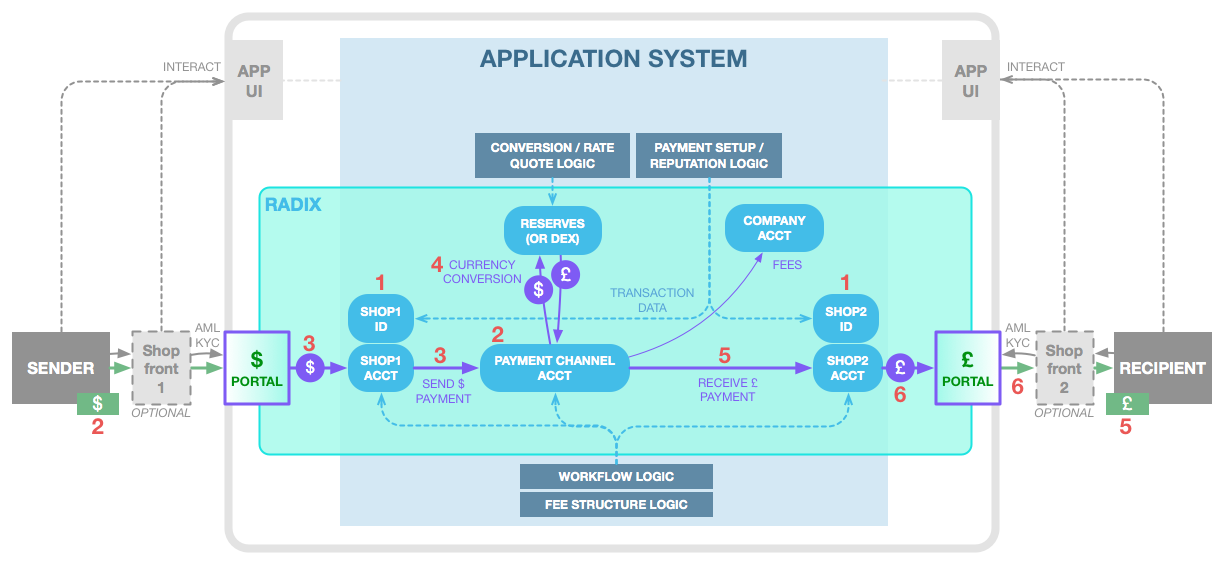 APPLICATION SYSTEM
INTERACT
APP
UI
APP
UI
INTERACT
CONVERSION / RATE
QUOTE LOGIC
PAYMENT SETUP /
REPUTATION LOGIC
RADIX
RESERVES
(OR DEX)
COMPANY
ACCT
4
CURRENCY
CONVERSION
$
£
FEES
1
SHOP1
ID
TRANSACTION
DATA
1
SHOP2
ID
SENDER
$
2
AML
KYC
Shop
front
1
OPTIONAL
$
PORTAL
3
$
SHOP1
ACCT
3
SEND $
PAYMENT
2
PAYMENT CHANNEL
ACCT
5
RECEIVE £
PAYMENT
SHOP2
ACCT
£
6
£
PORTAL
AML
KYC
6
Shop
front
2
OPTIONAL
RECIPIENT
£
5
WORKFLOW LOGIC
FEE STRUCTURE LOGIC